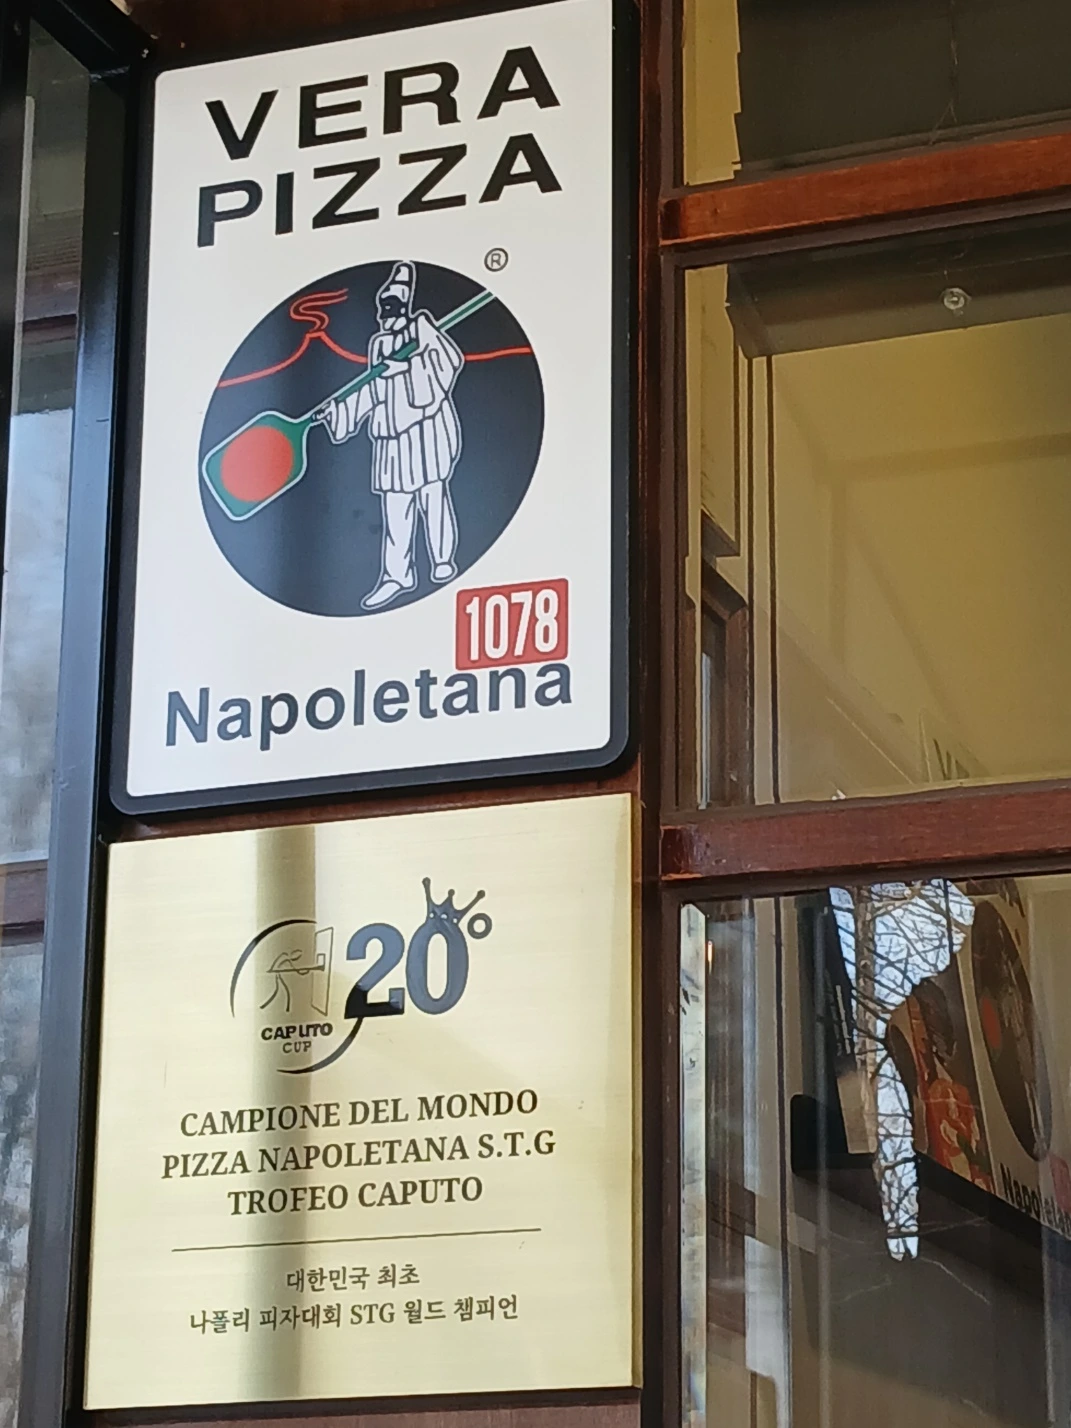 VERA
PIZZA
®
1078
Napoletana
20°
CAPUTO
CUP
CAMPIONE DEL MONDO
PIZZA NAPOLETANA S.T.G
TROFEO CAPUTO
대한민국 최초
나폴리 피자대회 STG 월드 챔피언
Napoletan